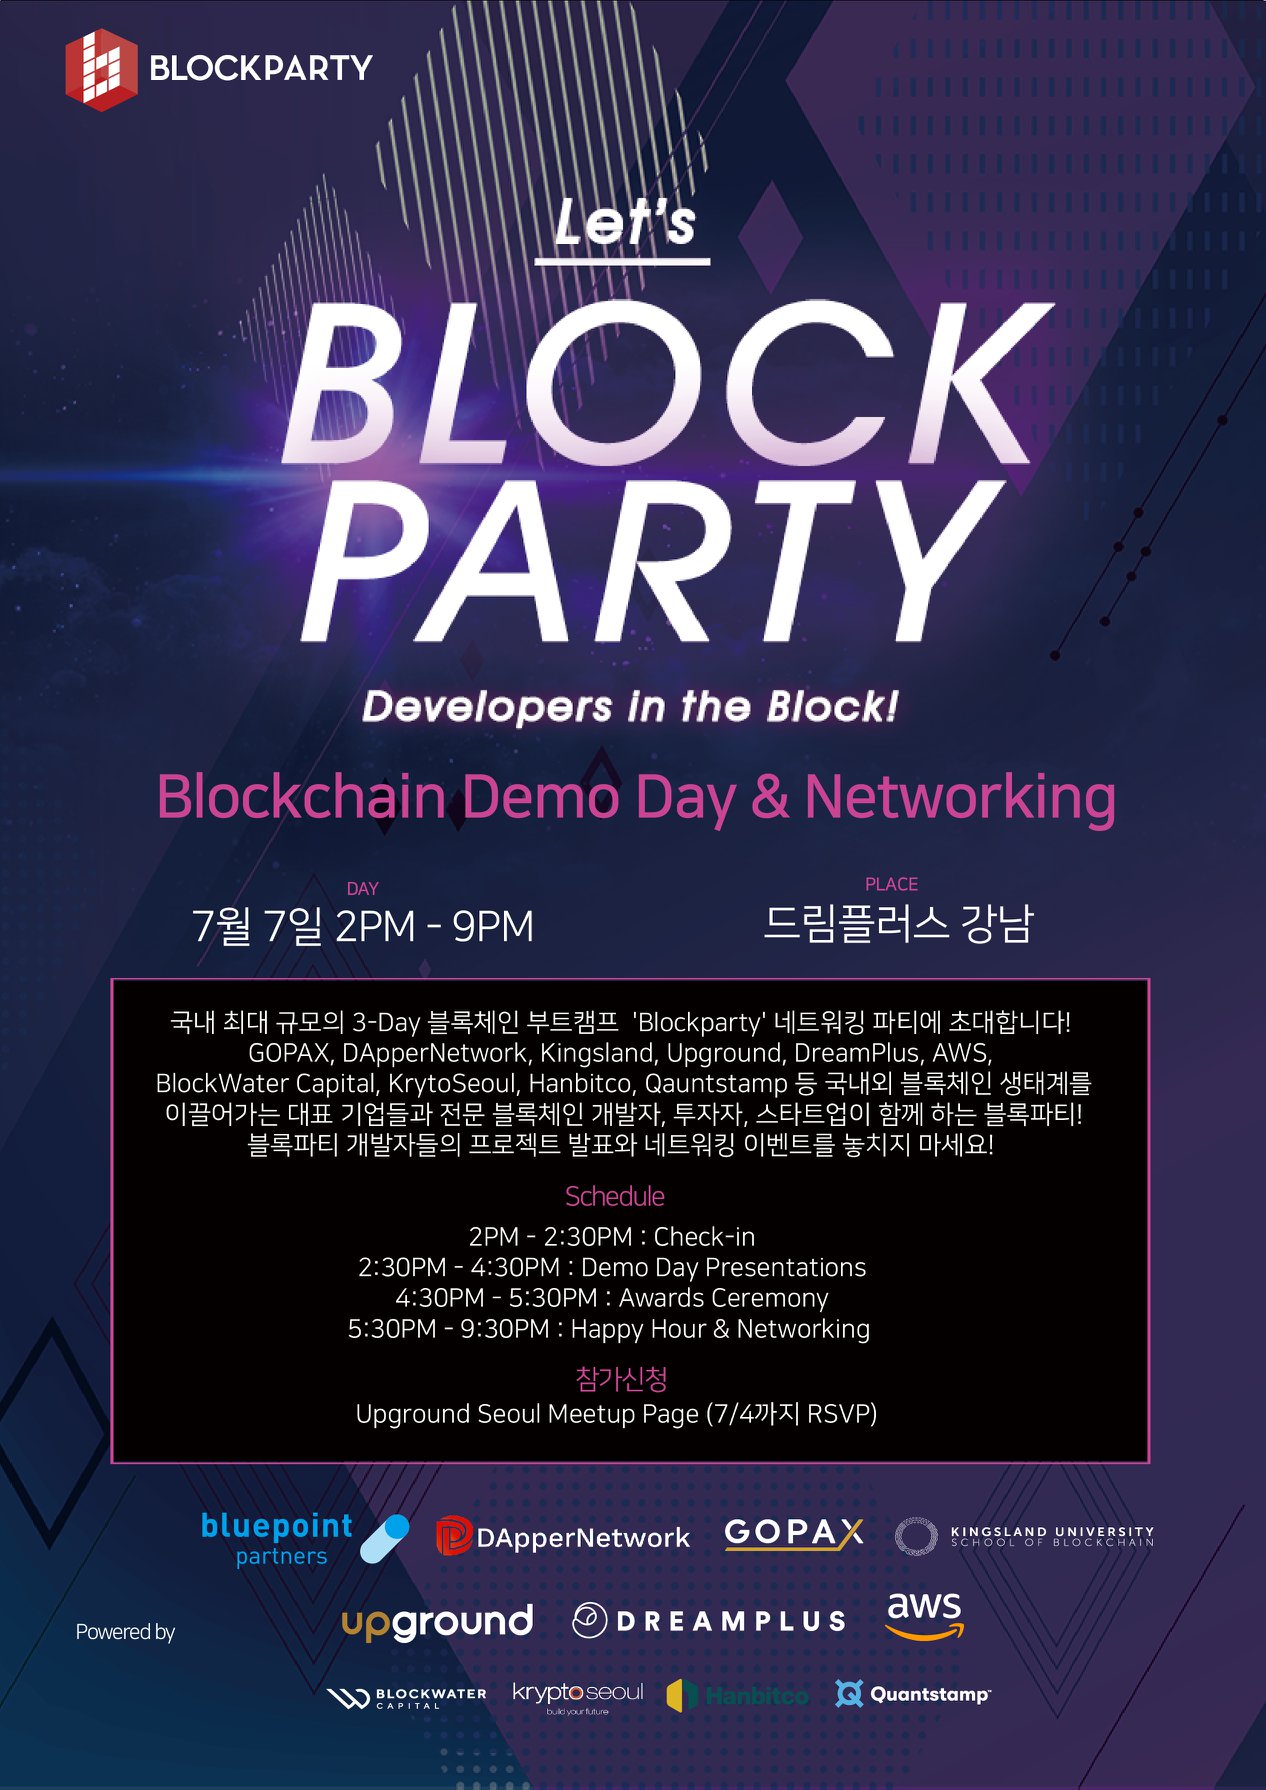 BLOCKPARTY
Let's
BLOCK
PARTY
Developers in the Block!
Blockchain Demo Day & Networking
DAY
7월 7일 2PM - 9PM
PLACE
드림플러스 강남
국내 최대 규모의 3-Day 블록체인 부트캠프 'Blockparty' 네트워킹 파티에 초대합니다!
GOPAX, DApperNetwork, Kingsland, Upground, DreamPlus, AWS,
BlockWater Capital, KrytoSeoul, Hanbitco, Qauntstamp 등 국내외 블록체인 생태계를
이끌어가는 대표 기업들과 전문 블록체인 개발자, 투자자, 스타트업이 함께 하는 블록파티!
블록파티 개발자들의 프로젝트 발표와 네트워킹 이벤트를 놓치지 마세요!
Schedule
2PM - 2:30PM : Check-in
2:30PM - 4:30PM : Demo Day Presentations
4:30PM - 5:30PM : Awards Ceremony
5:30PM - 9:30PM : Happy Hour & Networking
참가신청
Upground Seoul Meetup Page (7/4까지 RSVP)
bluepoint
partners
DApperNetwork
GOPAX
KINGSLAND UNIVERSITY
SCHOOL OF BLOCKCHAIN
Powered by
upground
DREAMPLUS
aws
BLOCKWATER
CAPITAL
kryptoseoul
build your future
Hanbitco
Quantstamp™